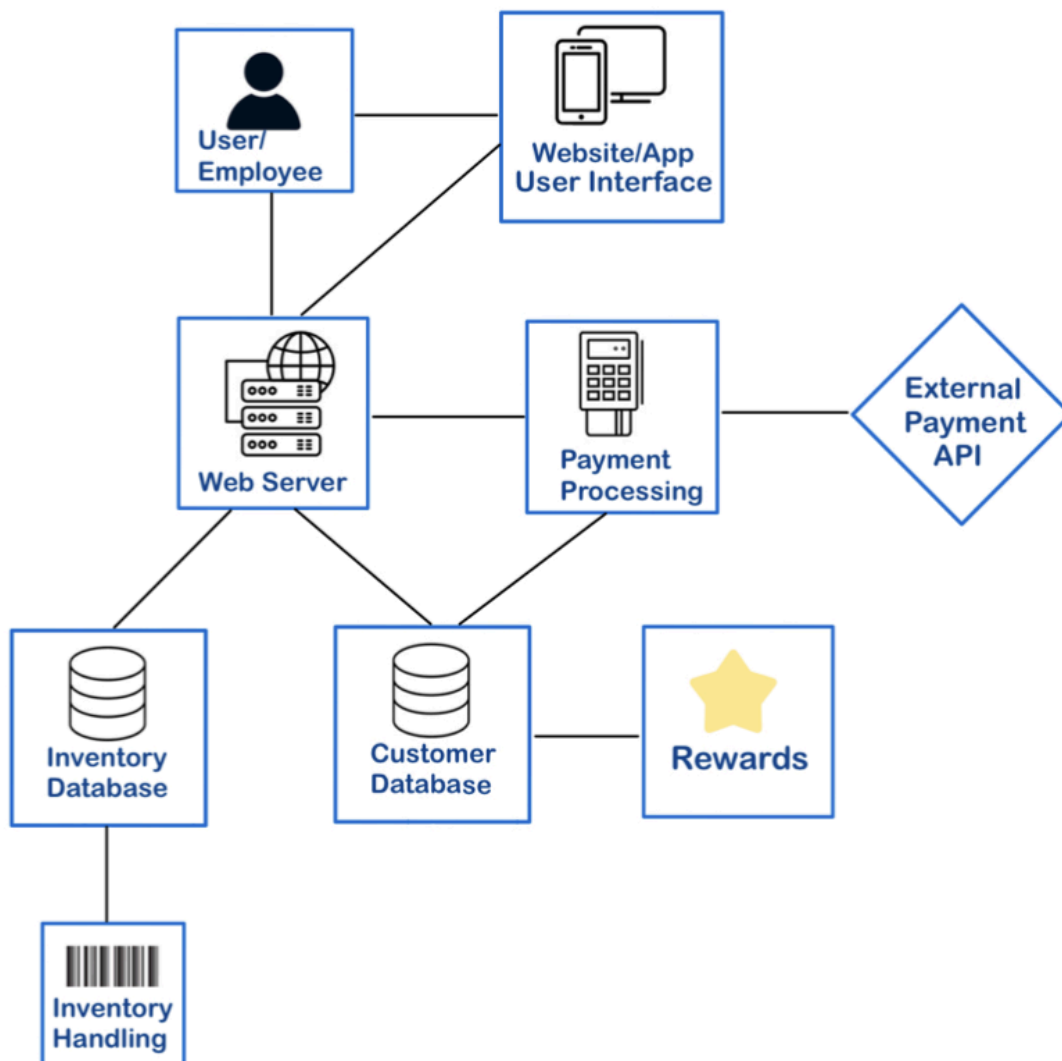 User/
Employee
Website/App
User Interface
Web Server
Payment
Processing
External
Payment
API
Inventory
Database
Customer
Database
Rewards
Inventory
Handling